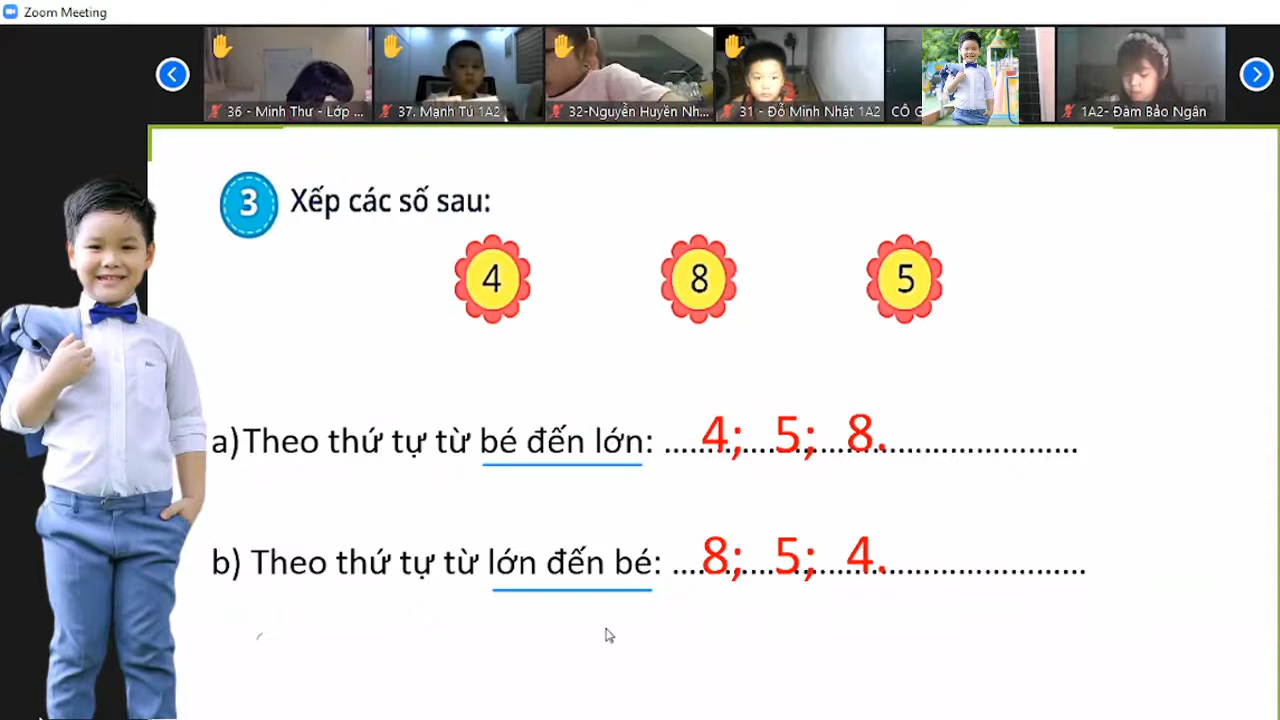 Zoom Meeting
36 - Minh Thư - Lớp ...
37. Mạnh Tú 1A2
32-Nguyễn Huyền Nh...
31 - Đỗ Minh Nhật 1A2
CÔ G
1A2- Đàm Bảo Ngân
3 Xếp các số sau:
4 8 5
a)Theo thứ tự từ bé đến lớn: ....4;....5;....8.......................
b) Theo thứ tự từ lớn đến bé: ....8;....5;....4.......................